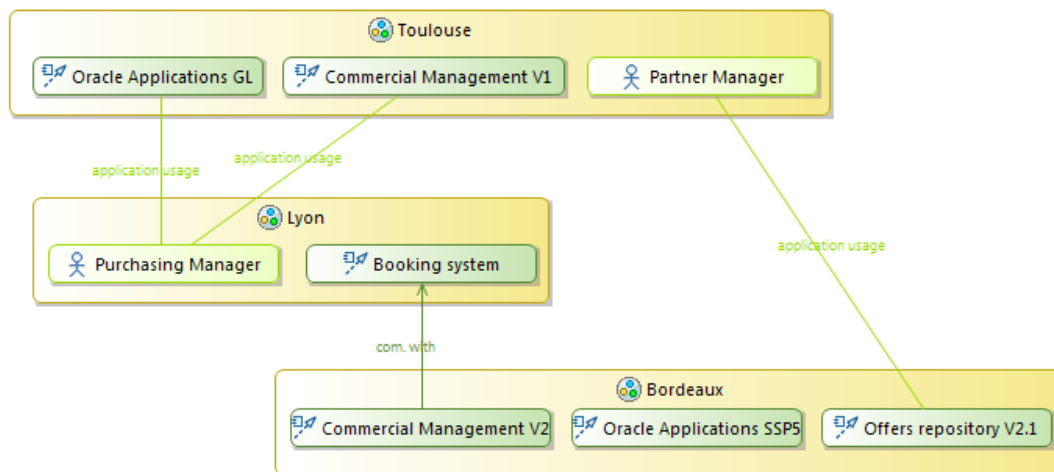 Toulouse
Oracle Applications GL
Commercial Management V1
Partner Manager
application usage
application usage
Lyon
Purchasing Manager
Booking system
application usage
com. with
Bordeaux
Commercial Management V2
Oracle Applications SSP5
Offers repository V2.1